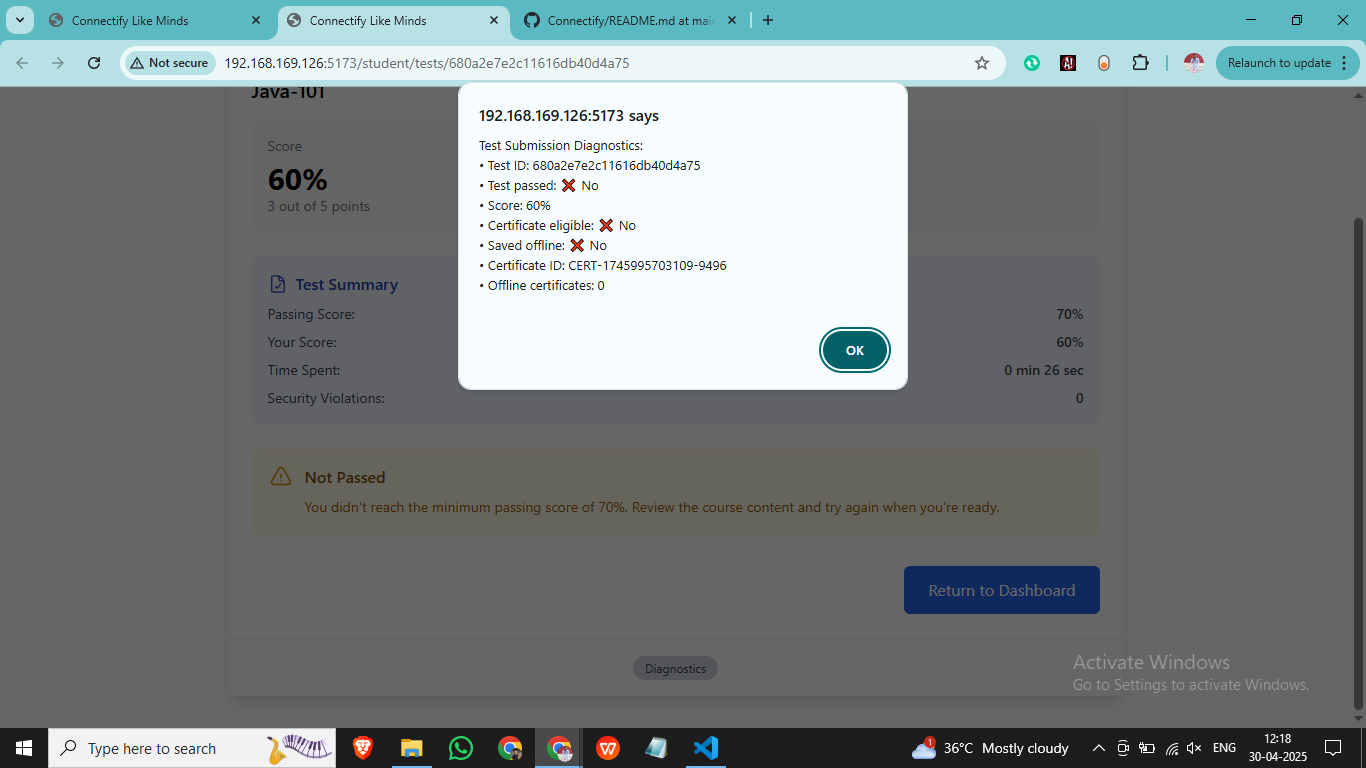 Connectify Like Minds
Connectify Like Minds
Connectify/README.md at mai
Not secure
192.168.169.126:5173/student/tests/680a2e7e2c11616db40d4a75
Relaunch to update
Java-101
192.168.169.126:5173 says
Test Submission Diagnostics:
• Test ID: 680a2e7e2c11616db40d4a75
• Test passed: ❌ No
• Score: 60%
• Certificate eligible: ❌ No
• Saved offline: ❌ No
• Certificate ID: CERT-1745995703109-9496
• Offline certificates: 0
OK
Score
60%
3 out of 5 points
Test Summary
Passing Score: 70%
Your Score: 60%
Time Spent: 0 min 26 sec
Security Violations: 0
Not Passed
You didn't reach the minimum passing score of 70%. Review the course content and try again when you're ready.
Return to Dashboard
Diagnostics
Activate Windows
Go to Settings to activate Windows.
Type here to search
1
36°C Mostly cloudy
ENG
12:18
30-04-2025